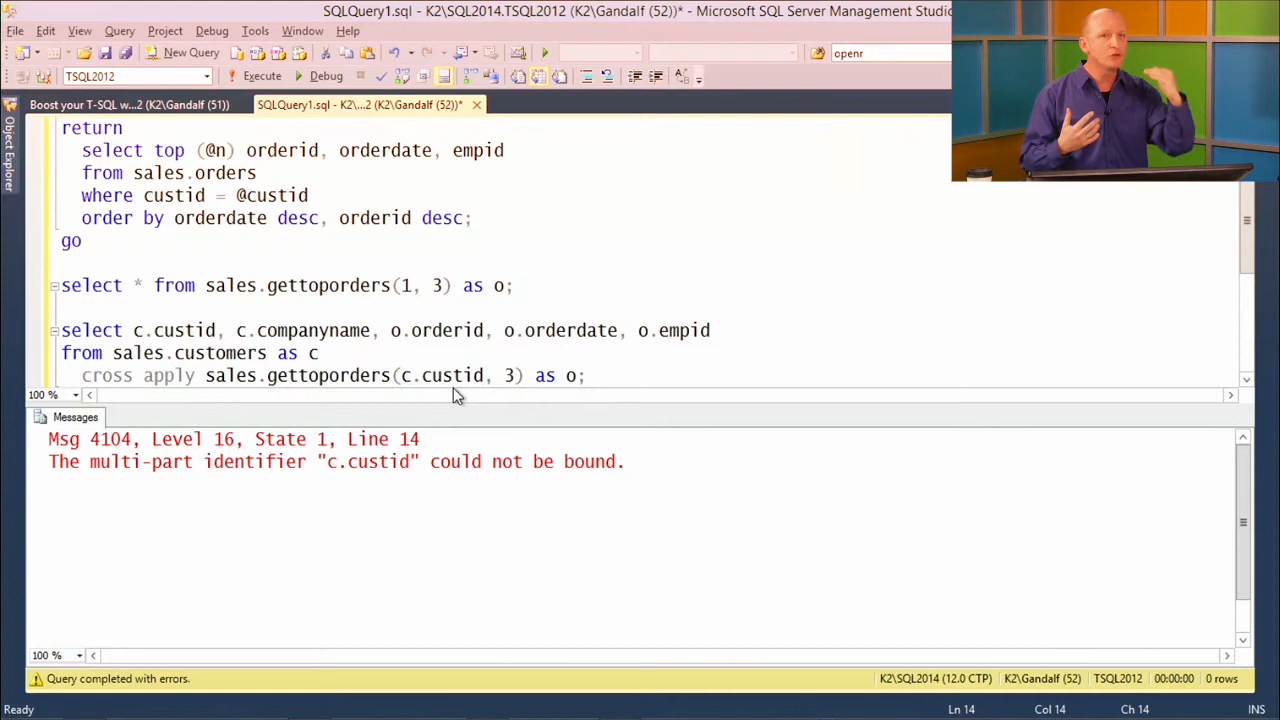 SQLQuery1.sql - K2\SQL2014.TSQL2012 (K2\Gandalf (52))* - Microsoft SQL Server Management Studio
File Edit View Query Project Debug Tools Window Help
New Query openr
TSQL2012 Execute Debug
Boost your T-SQL w...2 (K2\Gandalf (51)) SQLQuery1.sql - K2\...2 (K2\Gandalf (52))*
Object Explorer
return
select top (@n) orderid, orderdate, empid
from sales.orders
where custid = @custid
order by orderdate desc, orderid desc;
go
select * from sales.gettoporders(1, 3) as o;
select c.custid, c.companyname, o.orderid, o.orderdate, o.empid
from sales.customers as c
cross apply sales.gettoporders(c.custid, 3) as o;
100 %
Messages
Msg 4104, Level 16, State 1, Line 14
The multi-part identifier "c.custid" could not be bound.
100 %
Query completed with errors. K2\SQL2014 (12.0 CTP) K2\Gandalf (52) TSQL2012 00:00:00 0 rows
Ready Ln 14 Col 14 Ch 14 INS